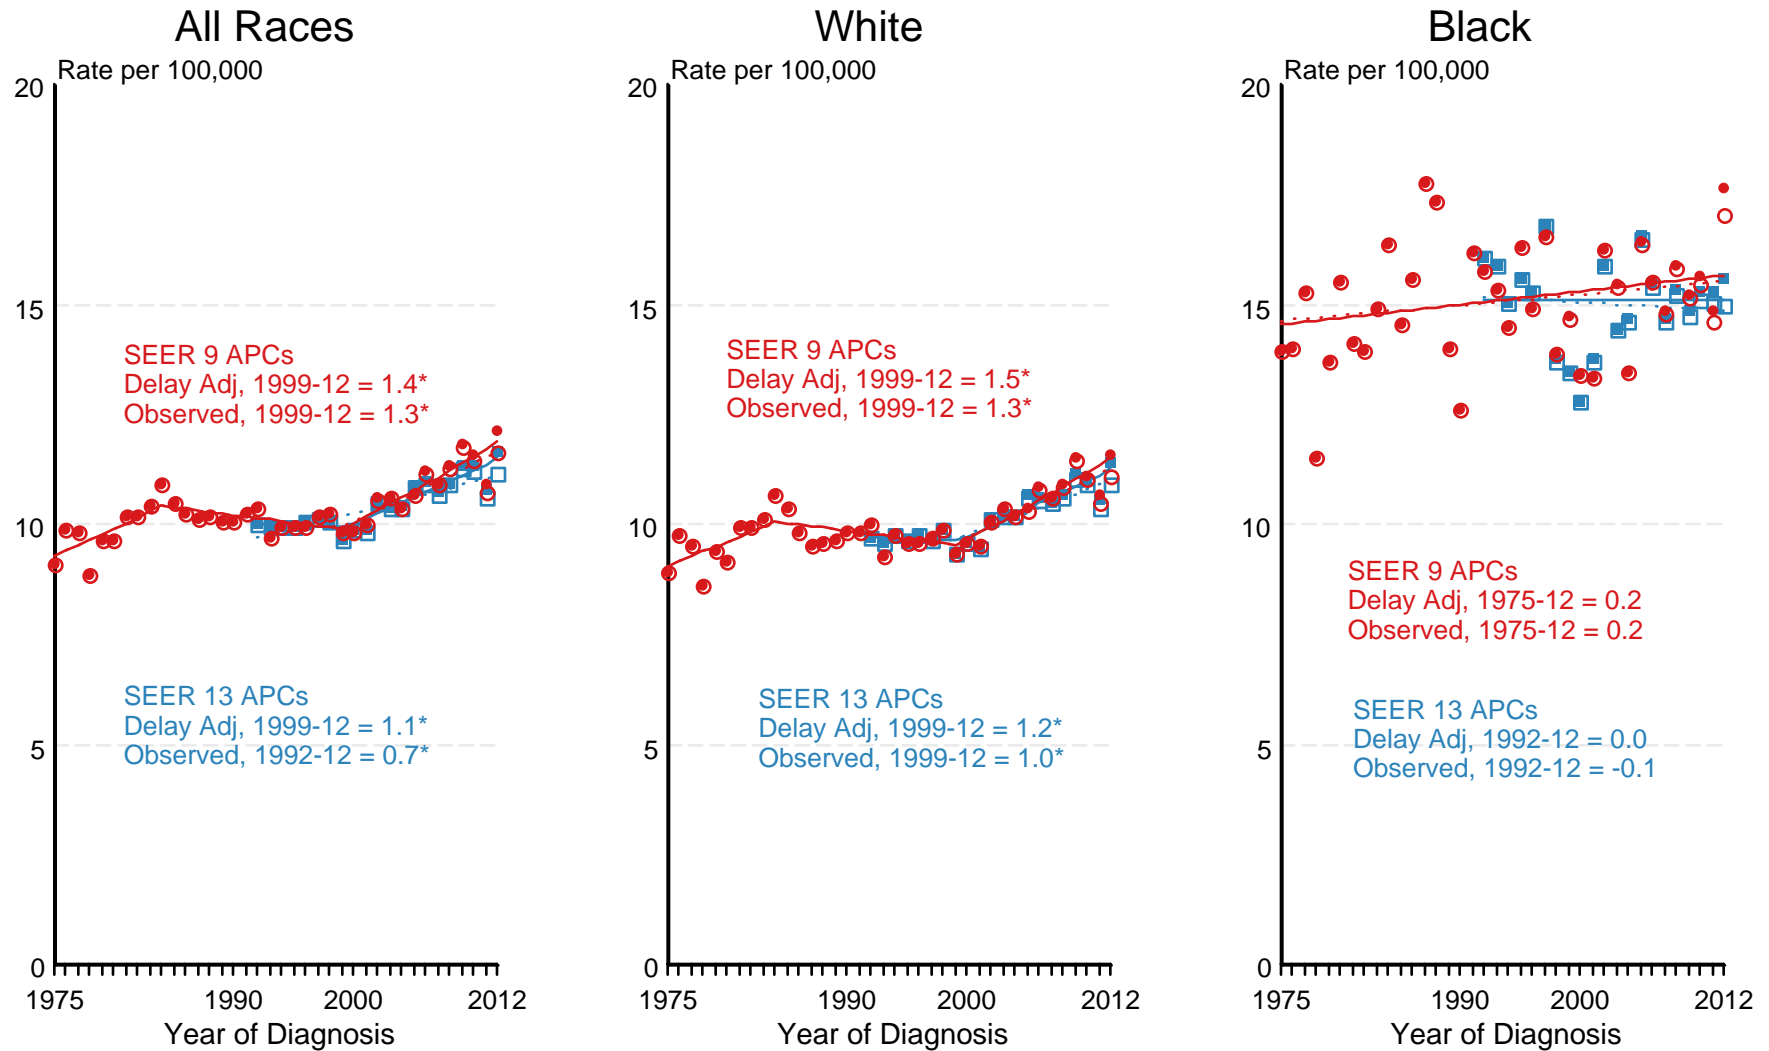 All Races
Rate per 100,000
20
15
10
5
0
SEER 9 APCs
Delay Adj, 1999-12 = 1.4*
Observed, 1999-12 = 1.3*
SEER 13 APCs
Delay Adj, 1999-12 = 1.1*
Observed, 1992-12 = 0.7*
1975 1990 2000 2012
Year of Diagnosis
White
Rate per 100,000
20
15
10
5
0
SEER 9 APCs
Delay Adj, 1999-12 = 1.5*
Observed, 1999-12 = 1.3*
SEER 13 APCs
Delay Adj, 1999-12 = 1.2*
Observed, 1999-12 = 1.0*
1975 1990 2000 2012
Year of Diagnosis
Black
Rate per 100,000
20
15
10
5
0
SEER 9 APCs
Delay Adj, 1975-12 = 0.2
Observed, 1975-12 = 0.2
SEER 13 APCs
Delay Adj, 1992-12 = 0.0
Observed, 1992-12 = -0.1
1975 1990 2000 2012
Year of Diagnosis